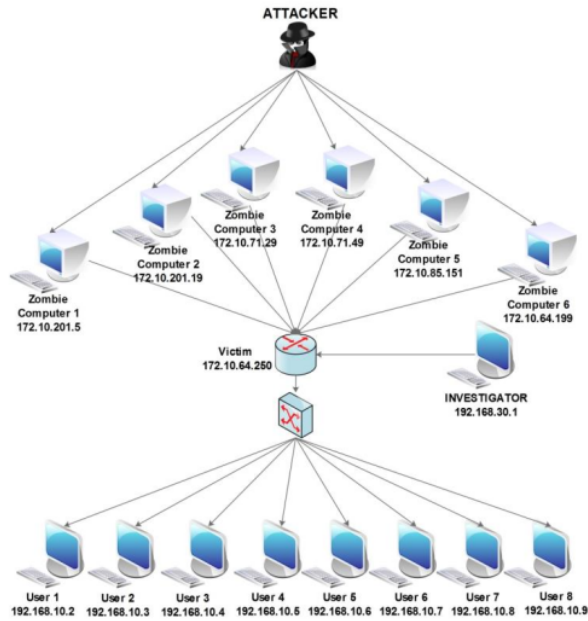 ATTACKER
Zombie
Computer 3
172.10.71.29
Zombie
Computer 4
172.10.71.49
Zombie
Computer 2
172.10.201.19
Zombie
Computer 5
172.10.85.151
Zombie
Computer 1
172.10.201.5
Zombie
Computer 6
172.10.64.199
Victim
172.10.64.250
INVESTIGATOR
192.168.30.1
User 1
192.168.10.2
User 2
192.168.10.3
User 3
192.168.10.4
User 4
192.168.10.5
User 5
192.168.10.6
User 6
192.168.10.7
User 7
192.168.10.8
User 8
192.168.10.9